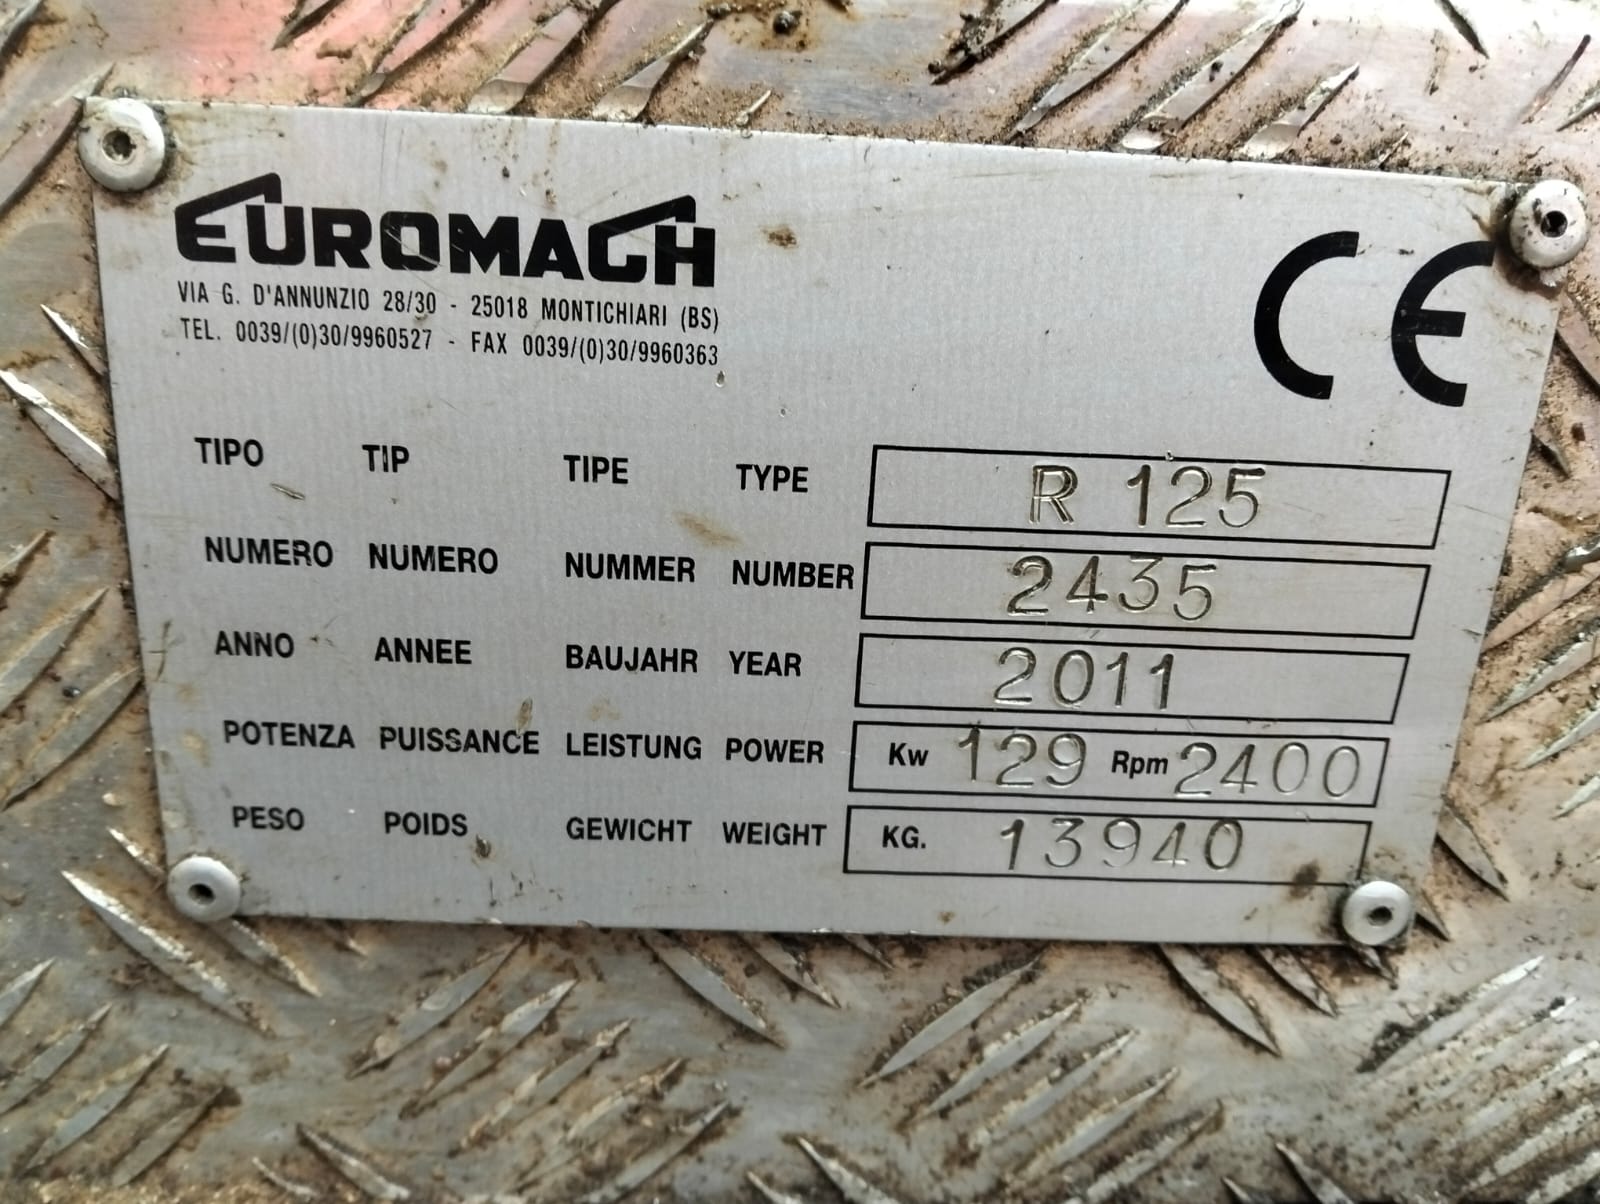 EUROMACH
VIA G. D'ANNUNZIO 28/30 - 25018 MONTICHIARI (BS)
TEL. 0039/(0)30/9960527 - FAX 0039/(0)30/9960363
CE
TIPO TIP TIPE TYPE R 125
NUMERO NUMERO NUMMER NUMBER 2435
ANNO ANNEE BAUJAHR YEAR 2011
POTENZA PUISSANCE LEISTUNG POWER Kw 129 Rpm 2400
PESO POIDS GEWICHT WEIGHT KG. 13940